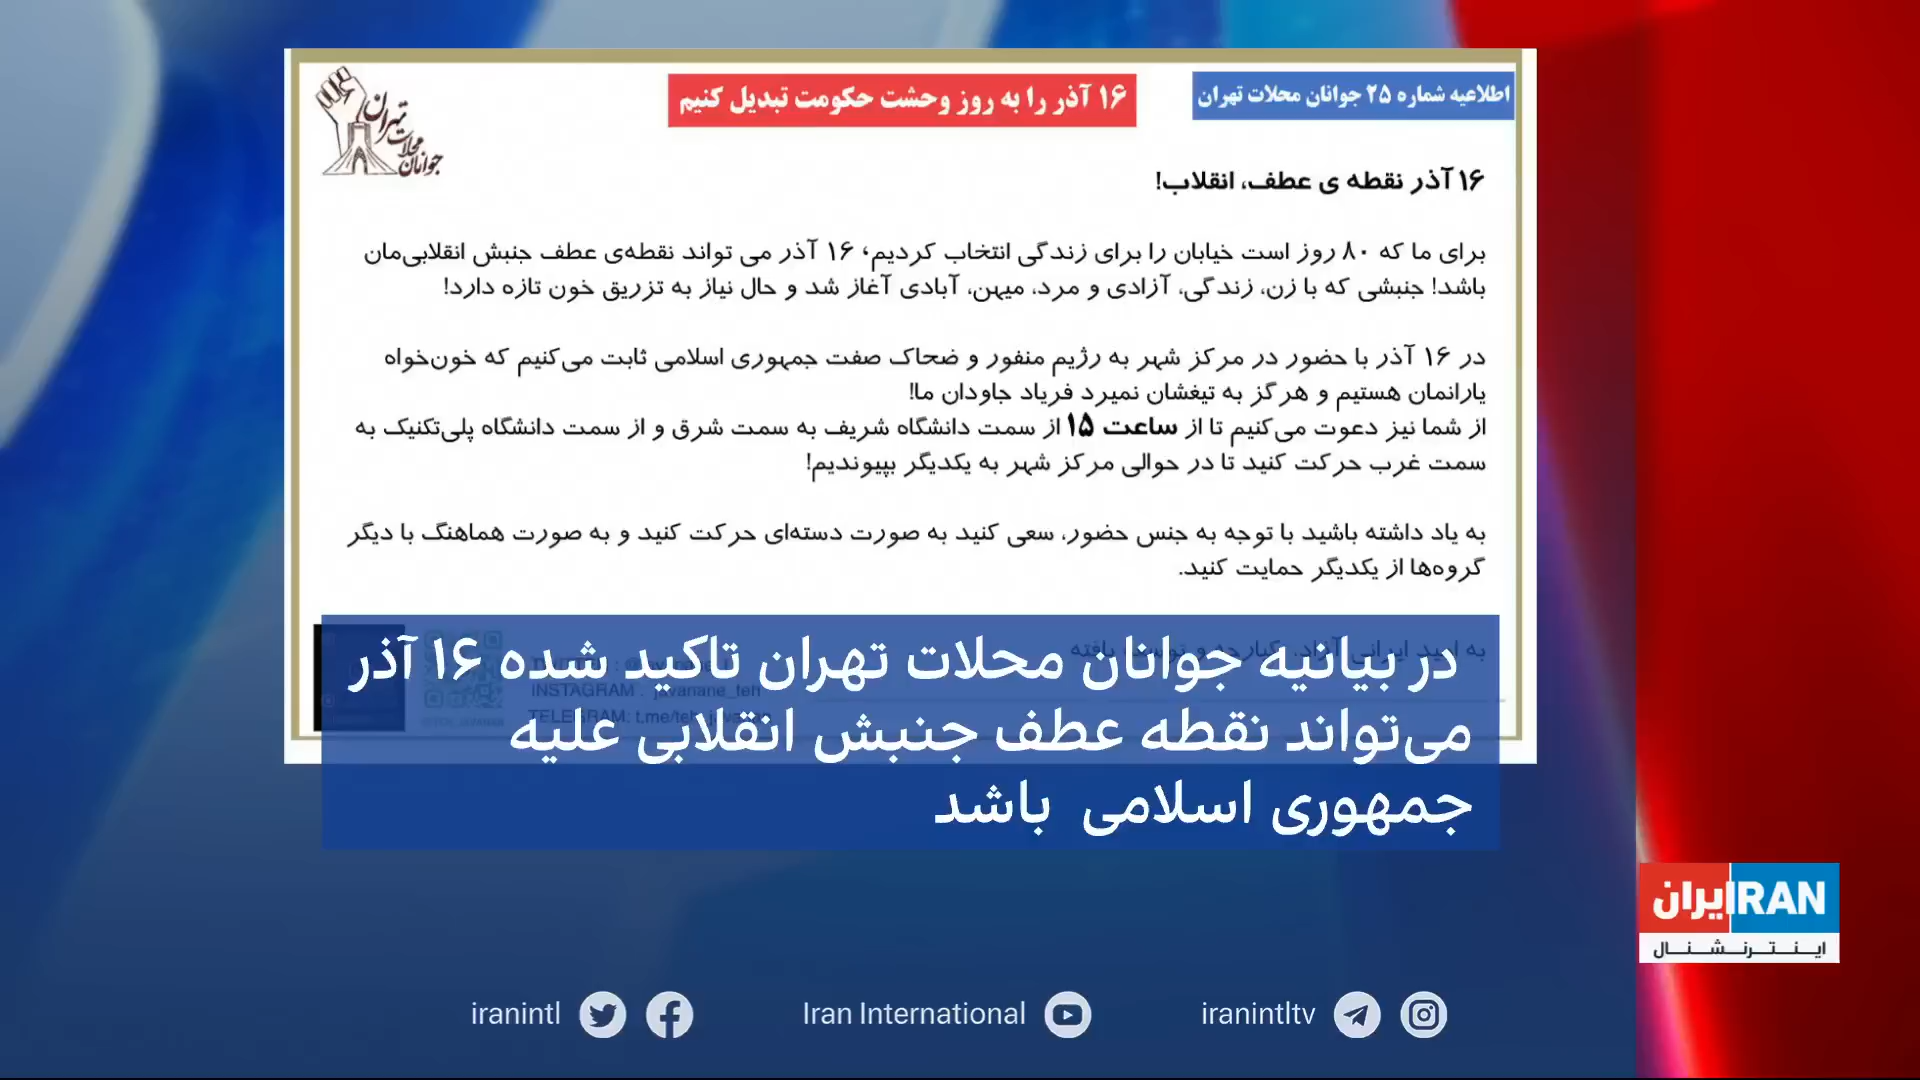 اطلاعیه شماره ۲۵ جوانان محلات تهران
۱۶ آذر را به روز وحشت حکومت تبدیل کنیم
جوانان محلات تهران
۱۶ آذر نقطه ی عطف، انقلاب!
برای ما که ۸۰ روز است خیابان را برای زندگی انتخاب کردیم؛ ۱۶ آذر می تواند نقطه‌ی عطف جنبش انقلابی‌مان
باشد! جنبشی که با زن، زندگی، آزادی و مرد، میهن، آبادی آغاز شد و حال نیاز به تزریق خون تازه دارد!
در ۱۶ آذر با حضور در مرکز شهر به رژیم منفور و ضحاک صفت جمهوری اسلامی ثابت می‌کنیم که خون‌خواه
یارانمان هستیم و هرگز به تیغشان نمیرد فریاد جاودان ما!
از شما نیز دعوت می‌کنیم تا از ساعت ۱۵ از سمت دانشگاه شریف به سمت شرق و از سمت دانشگاه پلی‌تکنیک به
سمت غرب حرکت کنید تا در حوالی مرکز شهر به یکدیگر بپیوندیم!
به یاد داشته باشید با توجه به جنس حضور، سعی کنید به صورت دسته‌ای حرکت کنید و به صورت هماهنگ با دیگر
گروه‌ها از یکدیگر حمایت کنید.
در بیانیه جوانان محلات تهران تاکید شده ۱۶ آذر
می‌تواند نقطه عطف جنبش انقلابی علیه
جمهوری اسلامی باشد
INSTAGRAM : javanane_teh
ایران IRAN
اینترنشنال
iranintl
Iran International
iranintltv